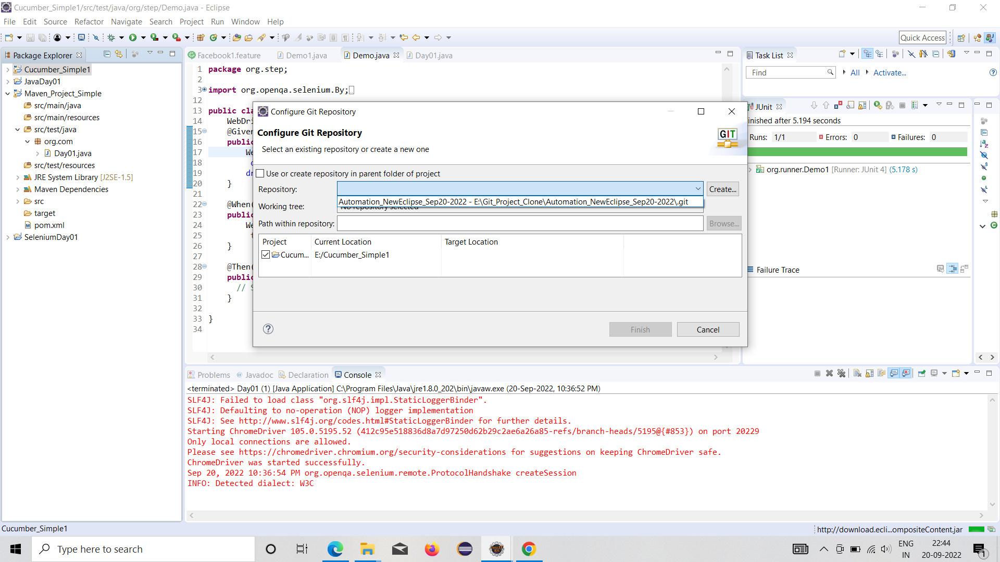 Cucumber_Simple1/src/test/java/org/step/Demo.java - Eclipse
File Edit Source Refactor Navigate Search Project Run Window Help
Quick Access
Package Explorer
Cucumber_Simple1
JavaDay01
Maven_Project_Simple
src/main/java
src/main/resources
src/test/java
org.com
Day01.java
src/test/resources
JRE System Library [J2SE-1.5]
Maven Dependencies
src
target
pom.xml
SeleniumDay01
Facebook1.feature Demo1.java Demo.java Day01.java
1 package org.step;
2
3 import org.openqa.selenium.By;
12
13 public cla
14 WebDri
15 @Given
16 public
17 We
18 d
19 dr
20 }
21
22 @When(
23 public
24 We
25 t
26 }
27
28 @Then(
29 public
30 // S
31 }
32
33 }
34
Configure Git Repository
Configure Git Repository
Select an existing repository or create a new one
GIT
Use or create repository in parent folder of project
Repository: Create...
Automation_NewEclipse_Sep20-2022 - E:\Git_Project_Clone\Automation_NewEclipse_Sep20-2022\.git
Working tree: No repository selected
Path within repository: Browse...
Project Current Location Target Location
Cucum... E:/Cucumber_Simple1
Finish Cancel
Task List
Find All Activate...
JUnit
inished after 5.194 seconds
Runs: 1/1 Errors: 0 Failures: 0
org.runner.Demo1 [Runner: JUnit 4] (5.178 s)
Failure Trace
Problems Javadoc Declaration Console
<terminated> Day01 (1) [Java Application] C:\Program Files\Java\jre1.8.0_202\bin\javaw.exe (20-Sep-2022, 10:36:52 PM)
SLF4J: Failed to load class "org.slf4j.impl.StaticLoggerBinder".
SLF4J: Defaulting to no-operation (NOP) logger implementation
SLF4J: See http://www.slf4j.org/codes.html#StaticLoggerBinder for further details.
Starting ChromeDriver 105.0.5195.52 (412c95e518836d8a7d97250d62b29c2ae6a26a85-refs/branch-heads/5195@{#853}) on port 20229
Only local connections are allowed.
Please see https://chromedriver.chromium.org/security-considerations for suggestions on keeping ChromeDriver safe.
ChromeDriver was started successfully.
Sep 20, 2022 10:36:54 PM org.openqa.selenium.remote.ProtocolHandshake createSession
INFO: Detected dialect: W3C
Cucumber_Simple1
http://download.ecli...ompositeContent.jar
Type here to search
ENG
IN
22:44
20-09-2022
1